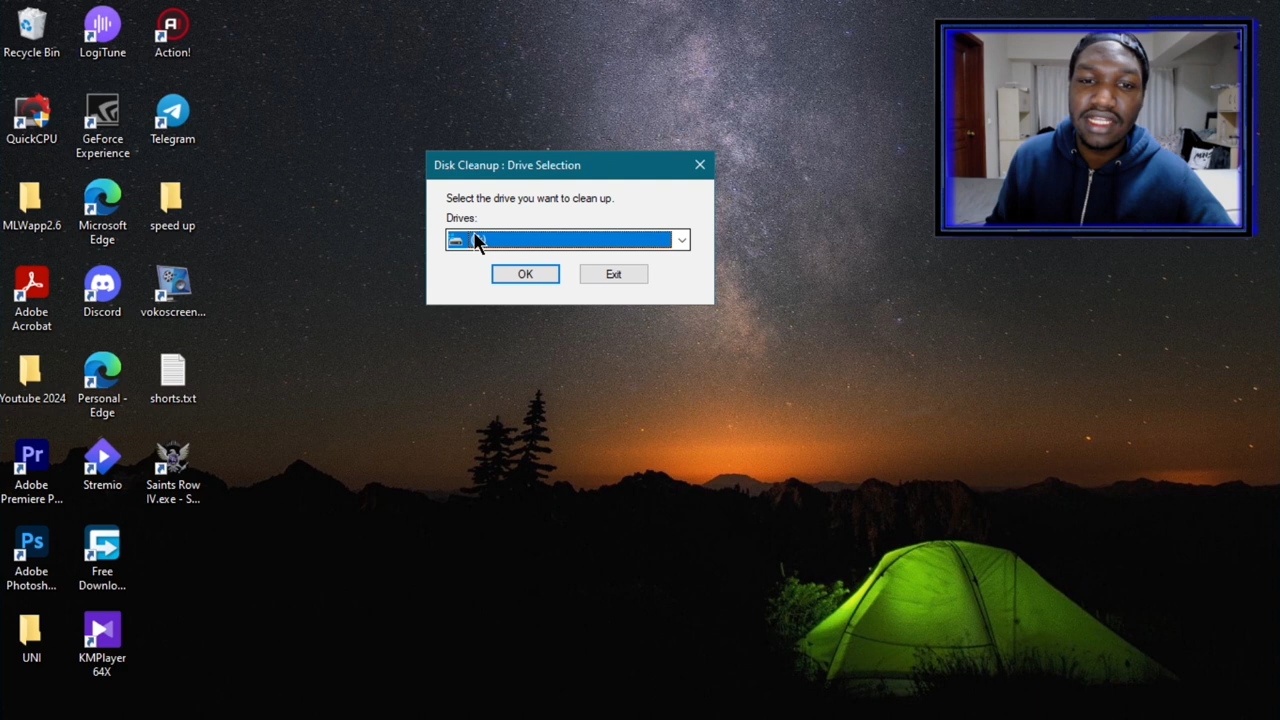 Recycle Bin
LogiTune
Action!
QuickCPU
GeForce
Experience
Telegram
MLWapp2.6
Microsoft
Edge
speed up
Adobe
Acrobat
Discord
vokoscreen...
Youtube 2024
Personal -
Edge
shorts.txt
Pr
Adobe
Premiere P...
Stremio
Saints Row
IV.exe - S...
Ps
Adobe
Photosh...
Free
Downlo...
UNI
KMPlayer
64X
Disk Cleanup : Drive Selection
Select the drive you want to clean up.
Drives:
OK
Exit